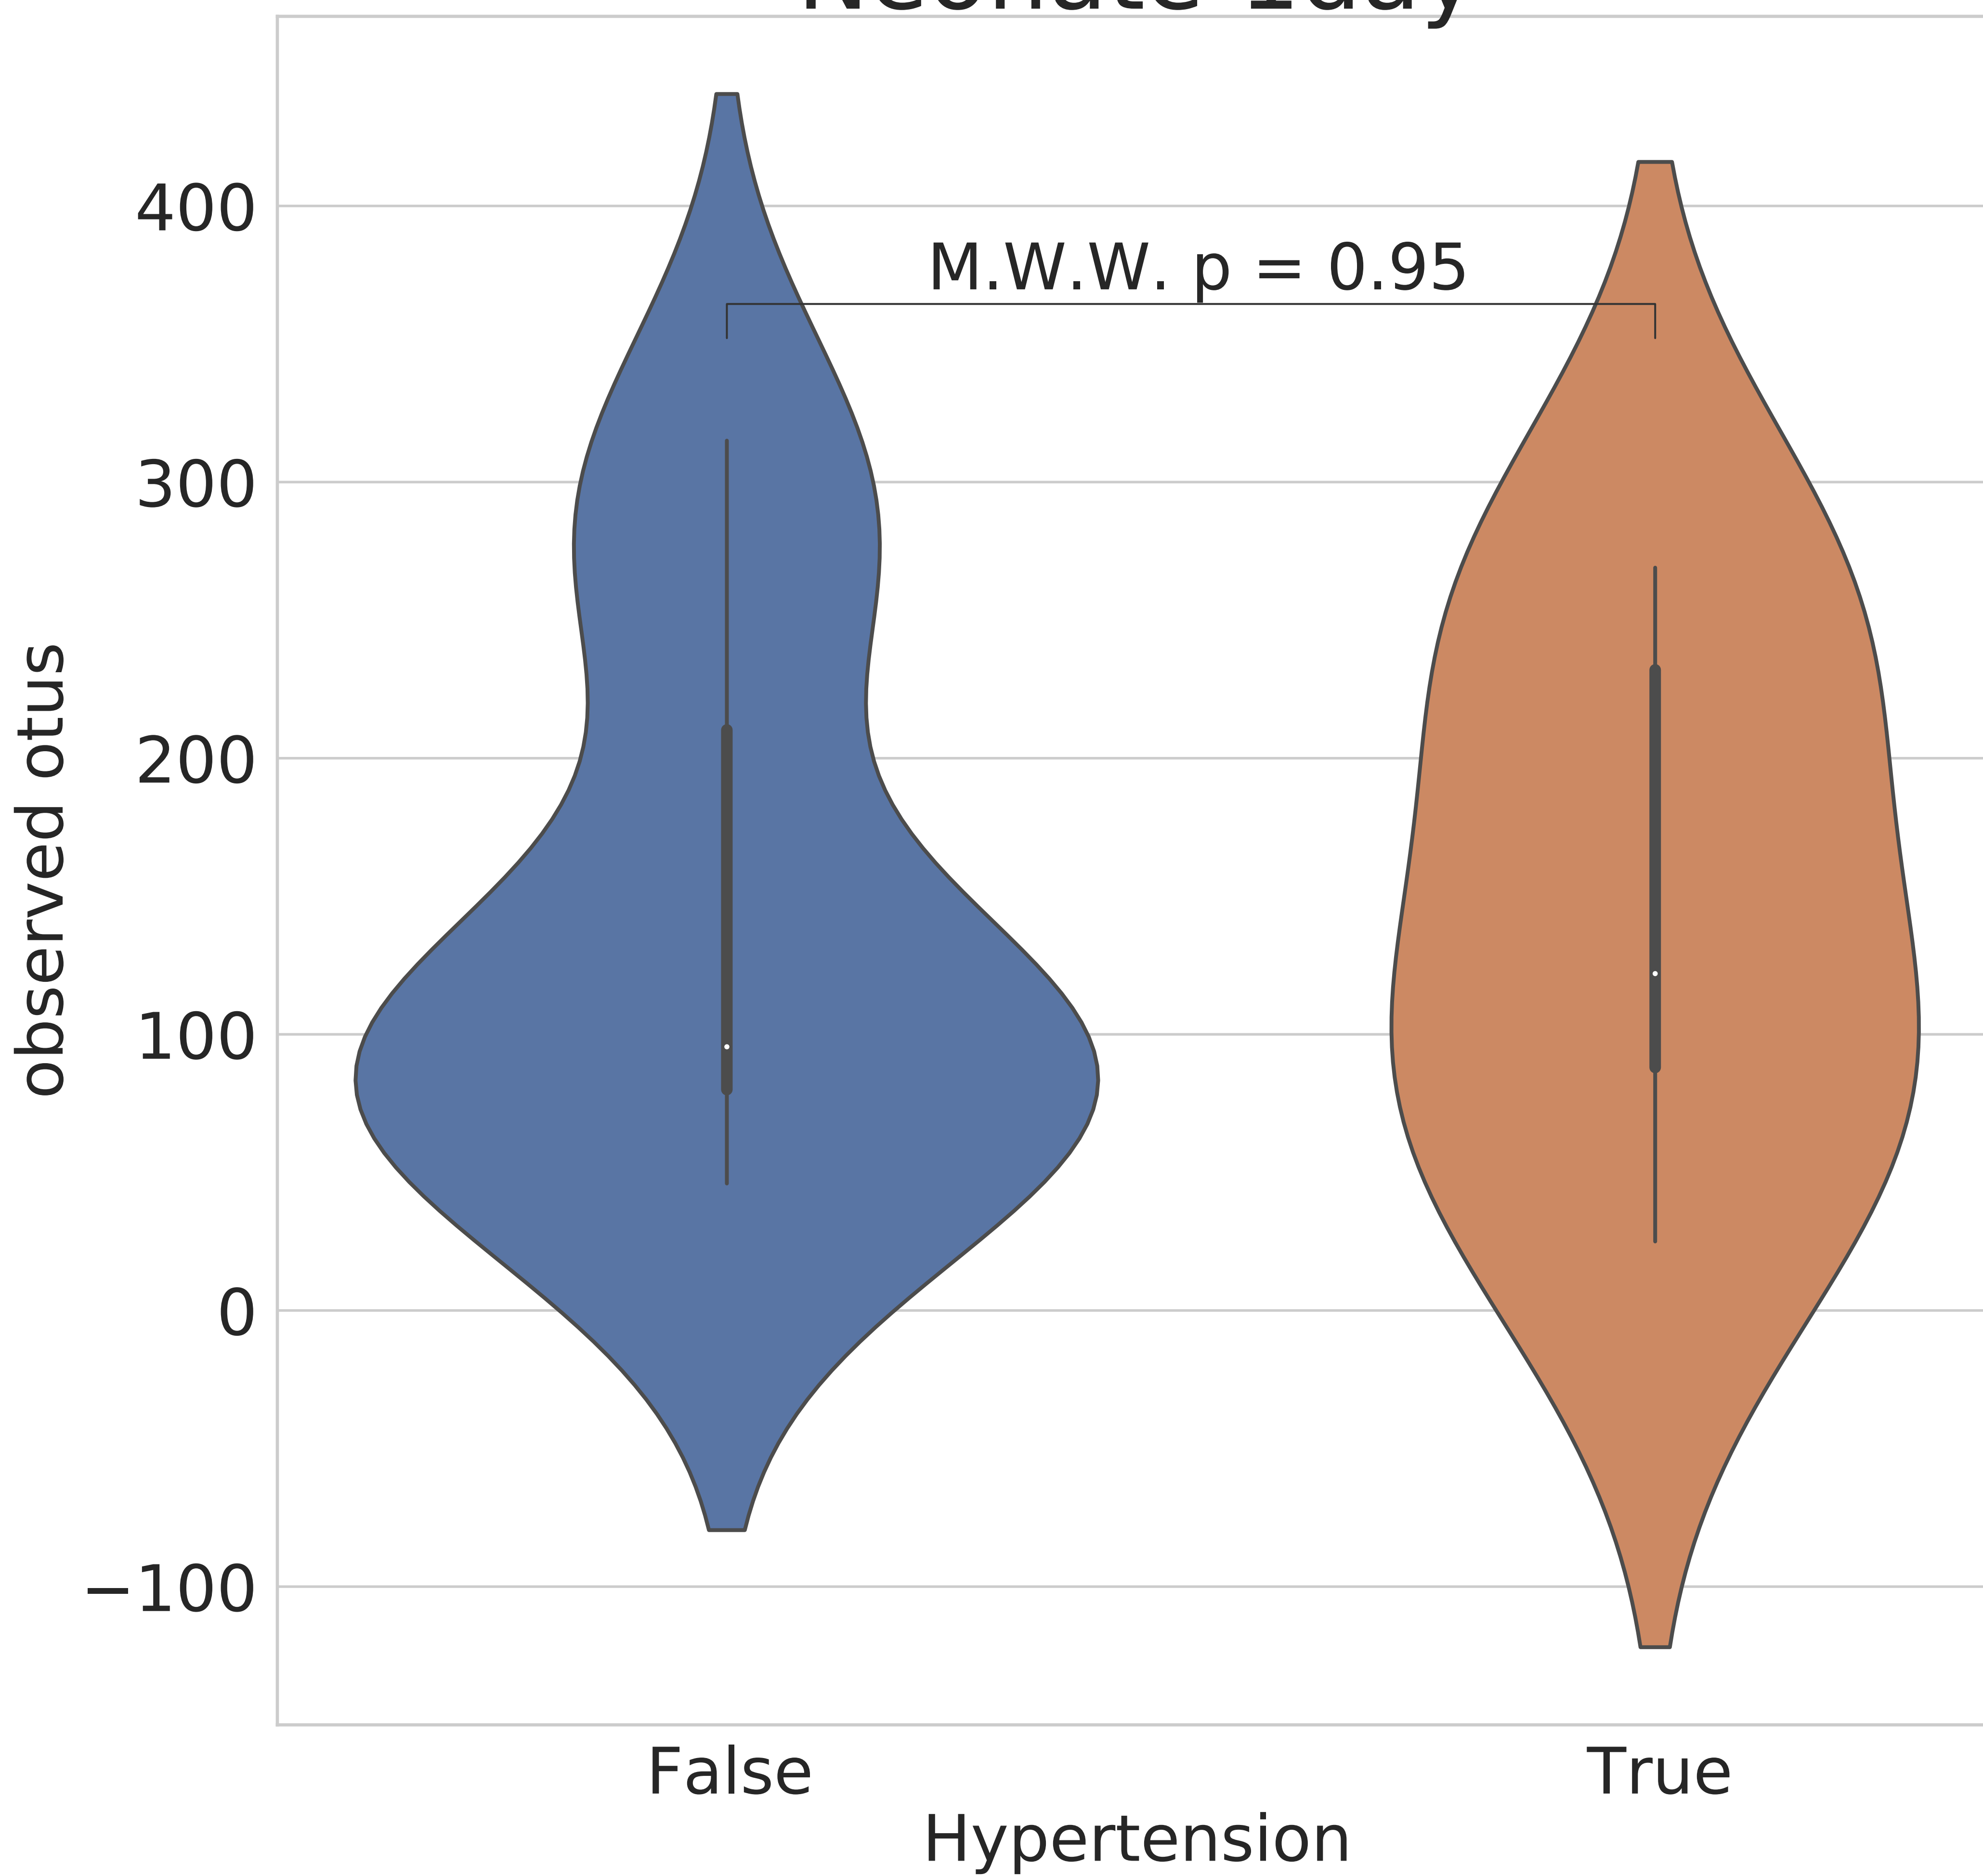 400
M.W.W. p = 0.95
300
200
100
0
−100
observed otus
False
True
Hypertension